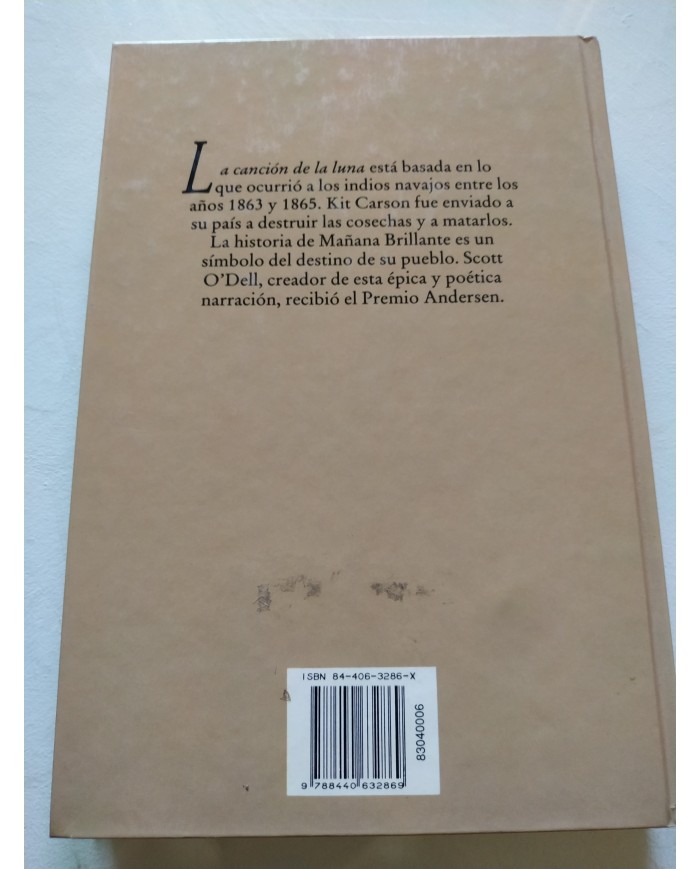 La canción de la luna está basada en lo
que ocurrió a los indios navajos entre los
años 1863 y 1865. Kit Carson fue enviado a
su país a destruir las cosechas y a matarlos.
La historia de Mañana Brillante es un
símbolo del destino de su pueblo. Scott
O'Dell, creador de esta épica y poética
narración, recibió el Premio Andersen.
ISBN 84-406-3286-X
9 788440 632869
83040006